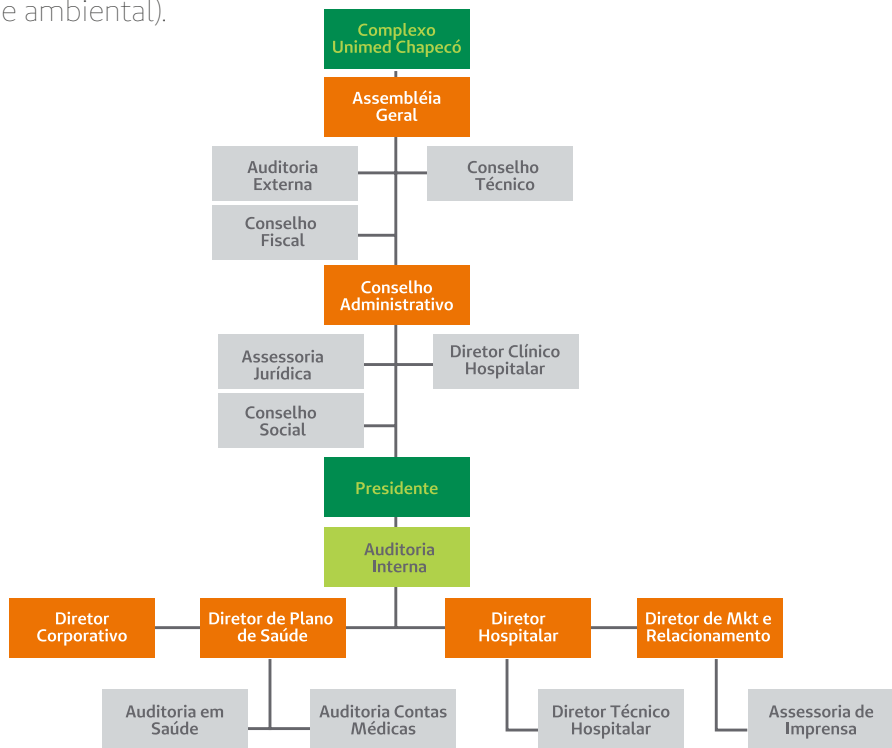 e ambiental).
Complexo
Unimed Chapecó
Assembléia
Geral
Auditoria
Externa
Conselho
Técnico
Conselho
Fiscal
Conselho
Administrativo
Assessoria
Jurídica
Diretor Clínico
Hospitalar
Conselho
Social
Presidente
Auditoria
Interna
Diretor
Corporativo
Diretor de Plano
de Saúde
Diretor
Hospitalar
Diretor de Mkt e
Relacionamento
Auditoria em
Saúde
Auditoria Contas
Médicas
Diretor Técnico
Hospitalar
Assessoria de
Imprensa